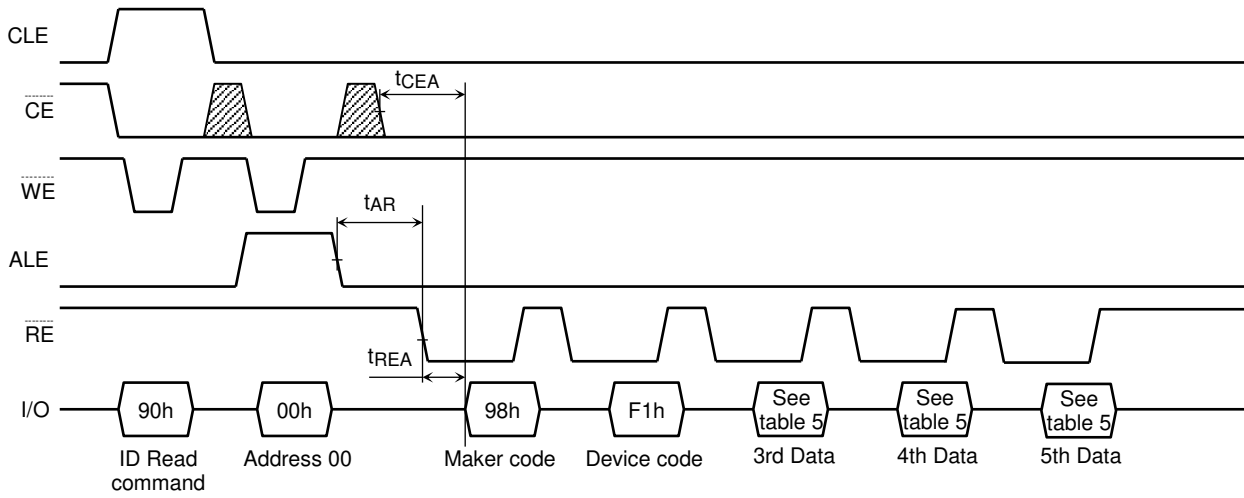 CLE
tCEA
CE
WE
tAR
ALE
RE
tREA
I/O
90h
00h
98h
F1h
See
table 5
See
table 5
See
table 5
ID Read
command
Address 00
Maker code
Device code
3rd Data
4th Data
5th Data